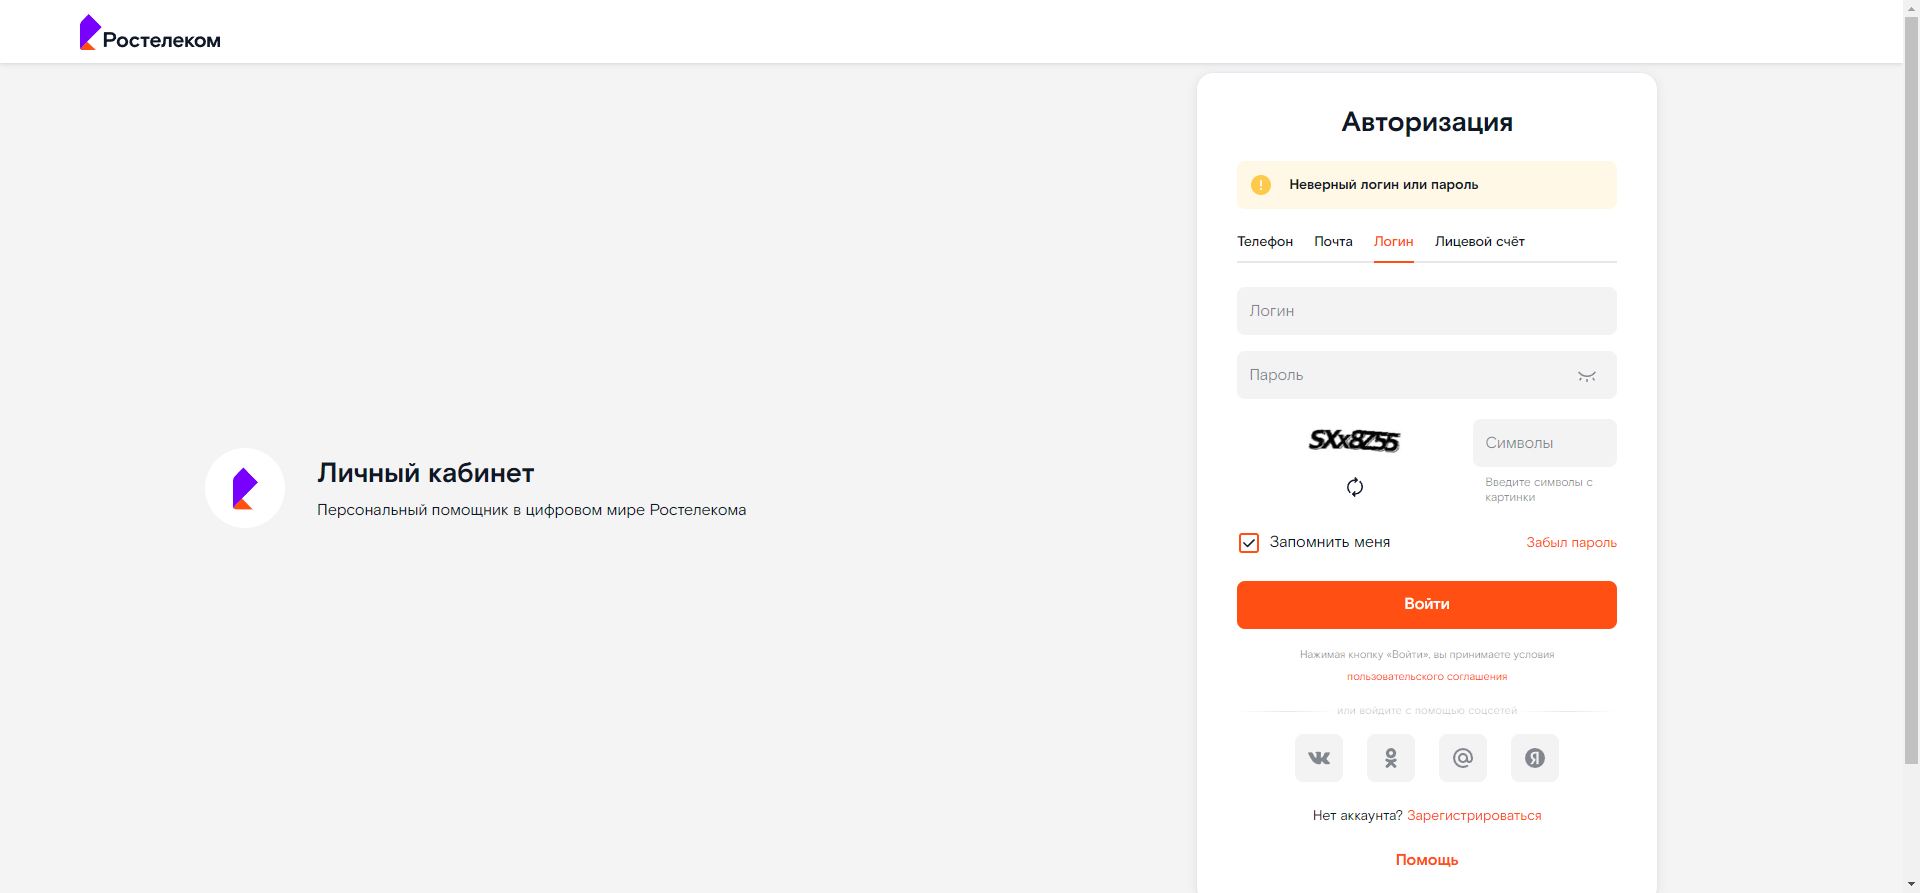 Ростелеком
Авторизация
Неверный логин или пароль
Телефон Почта Логин Лицевой счёт
Логин
Пароль
SXx8Z55
Символы
Введите символы с
картинки
Личный кабинет
Персональный помощник в цифровом мире Ростелекома
Запомнить меня
Забыл пароль
Войти
Нажимая кнопку «Войти», вы принимаете условия
пользовательского соглашения
или войдите с помощью соцсетей
Нет аккаунта? Зарегистрироваться
Помощь